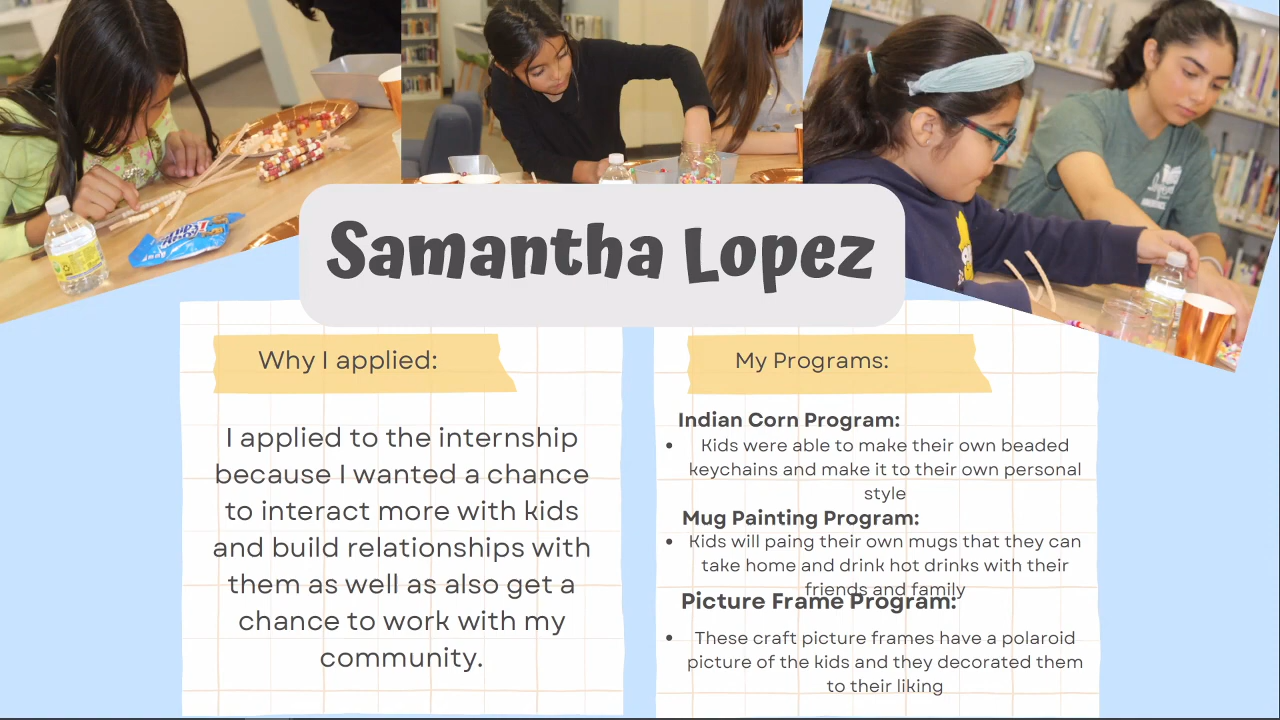 Samantha Lopez
Why I applied:
I applied to the internship
because I wanted a chance
to interact more with kids
and build relationships with
them as well as also get a
chance to work with my
community.
My Programs:
Indian Corn Program:
• Kids were able to make their own beaded
keychains and make it to their own personal
style
Mug Painting Program:
• Kids will paing their own mugs that they can
take home and drink hot drinks with their
friends and family
Picture Frame Program:
• These craft picture frames have a polaroid
picture of the kids and they decorated them
to their liking